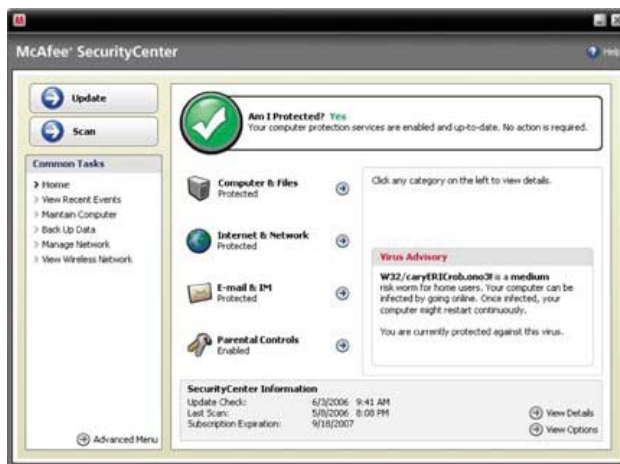 McAfee® SecurityCenter
Help
Update
Scan
Common Tasks
Home
View Recent Events
Maintain Computer
Back Up Data
Manage Network
View Wireless Network
Advanced Menu
Am I Protected? Yes
Your computer protection services are enabled and up-to-date. No action is required.
Computer & Files
Protected
Internet & Network
Protected
E-mail & IM
Protected
Parental Controls
Enabled
Click any category on the left to view details.
Virus Advisory
is a medium
risk worm for home users. Your computer can be
infected by going online. Once infected, your
computer might restart continuously.
You are currently protected against this virus.
SecurityCenter Information
Update Check: 6/3/2006 9:41 AM
Last Scan: 5/8/2006 8:08 PM
Subscription Expiration: 9/18/2007
View Details
View Options